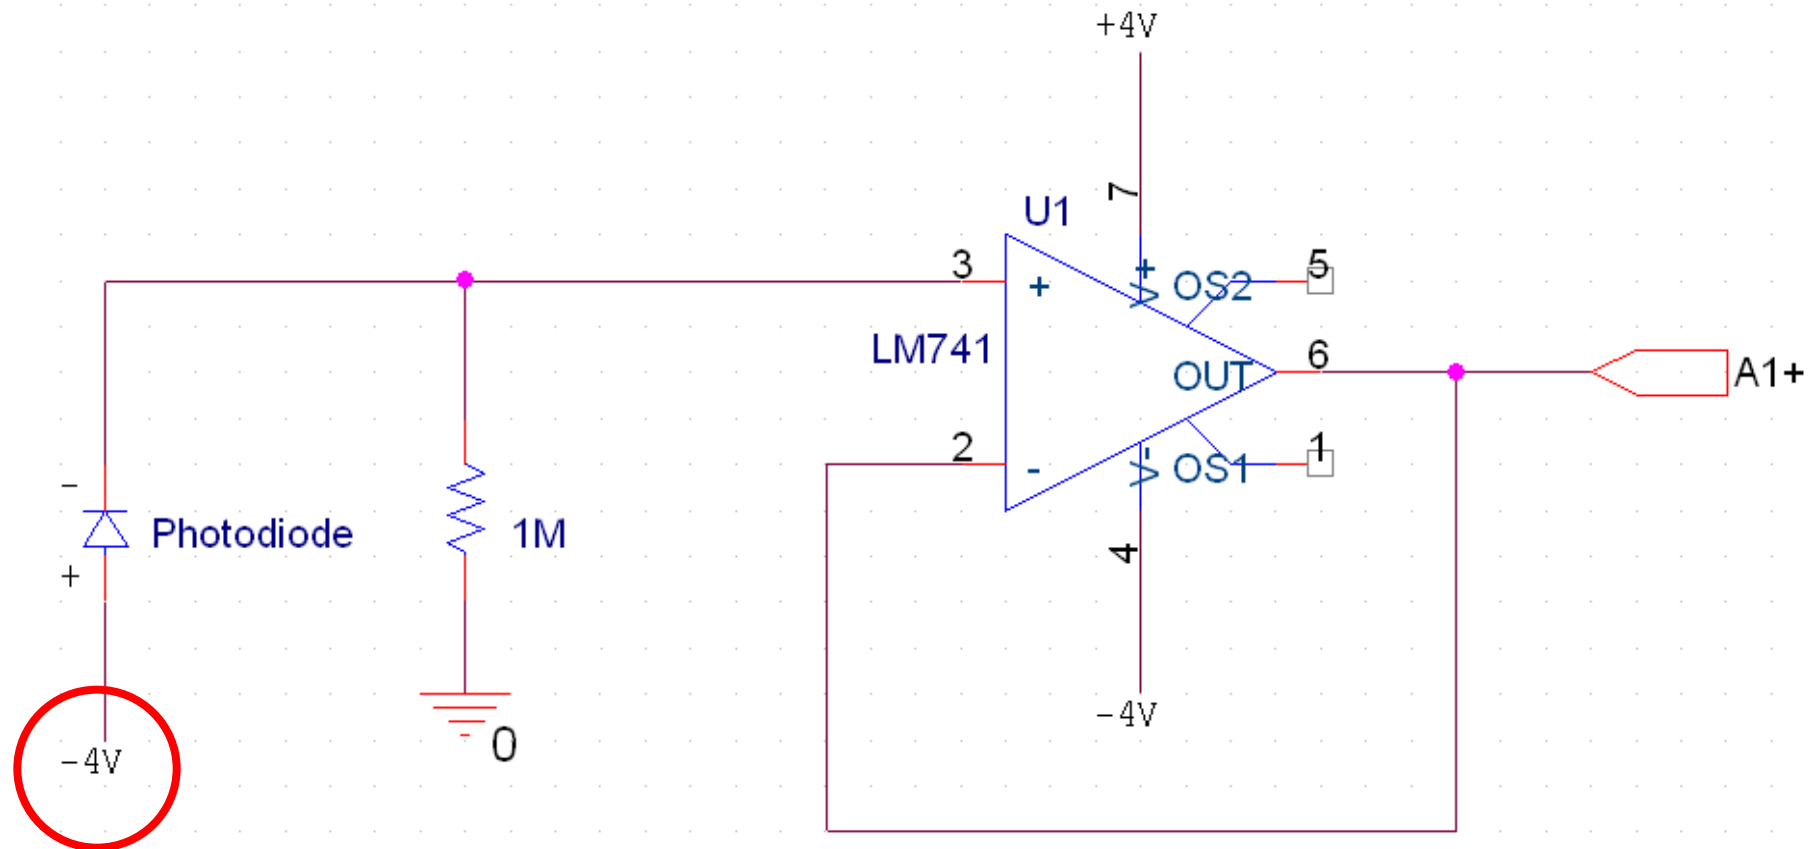 +4V
7
U1
3
+
V+
OS2
5
LM741
OUT
6
A1+
2
-
V-
OS1
1
-
Photodiode
+
1M
4
-4V
0
-4V